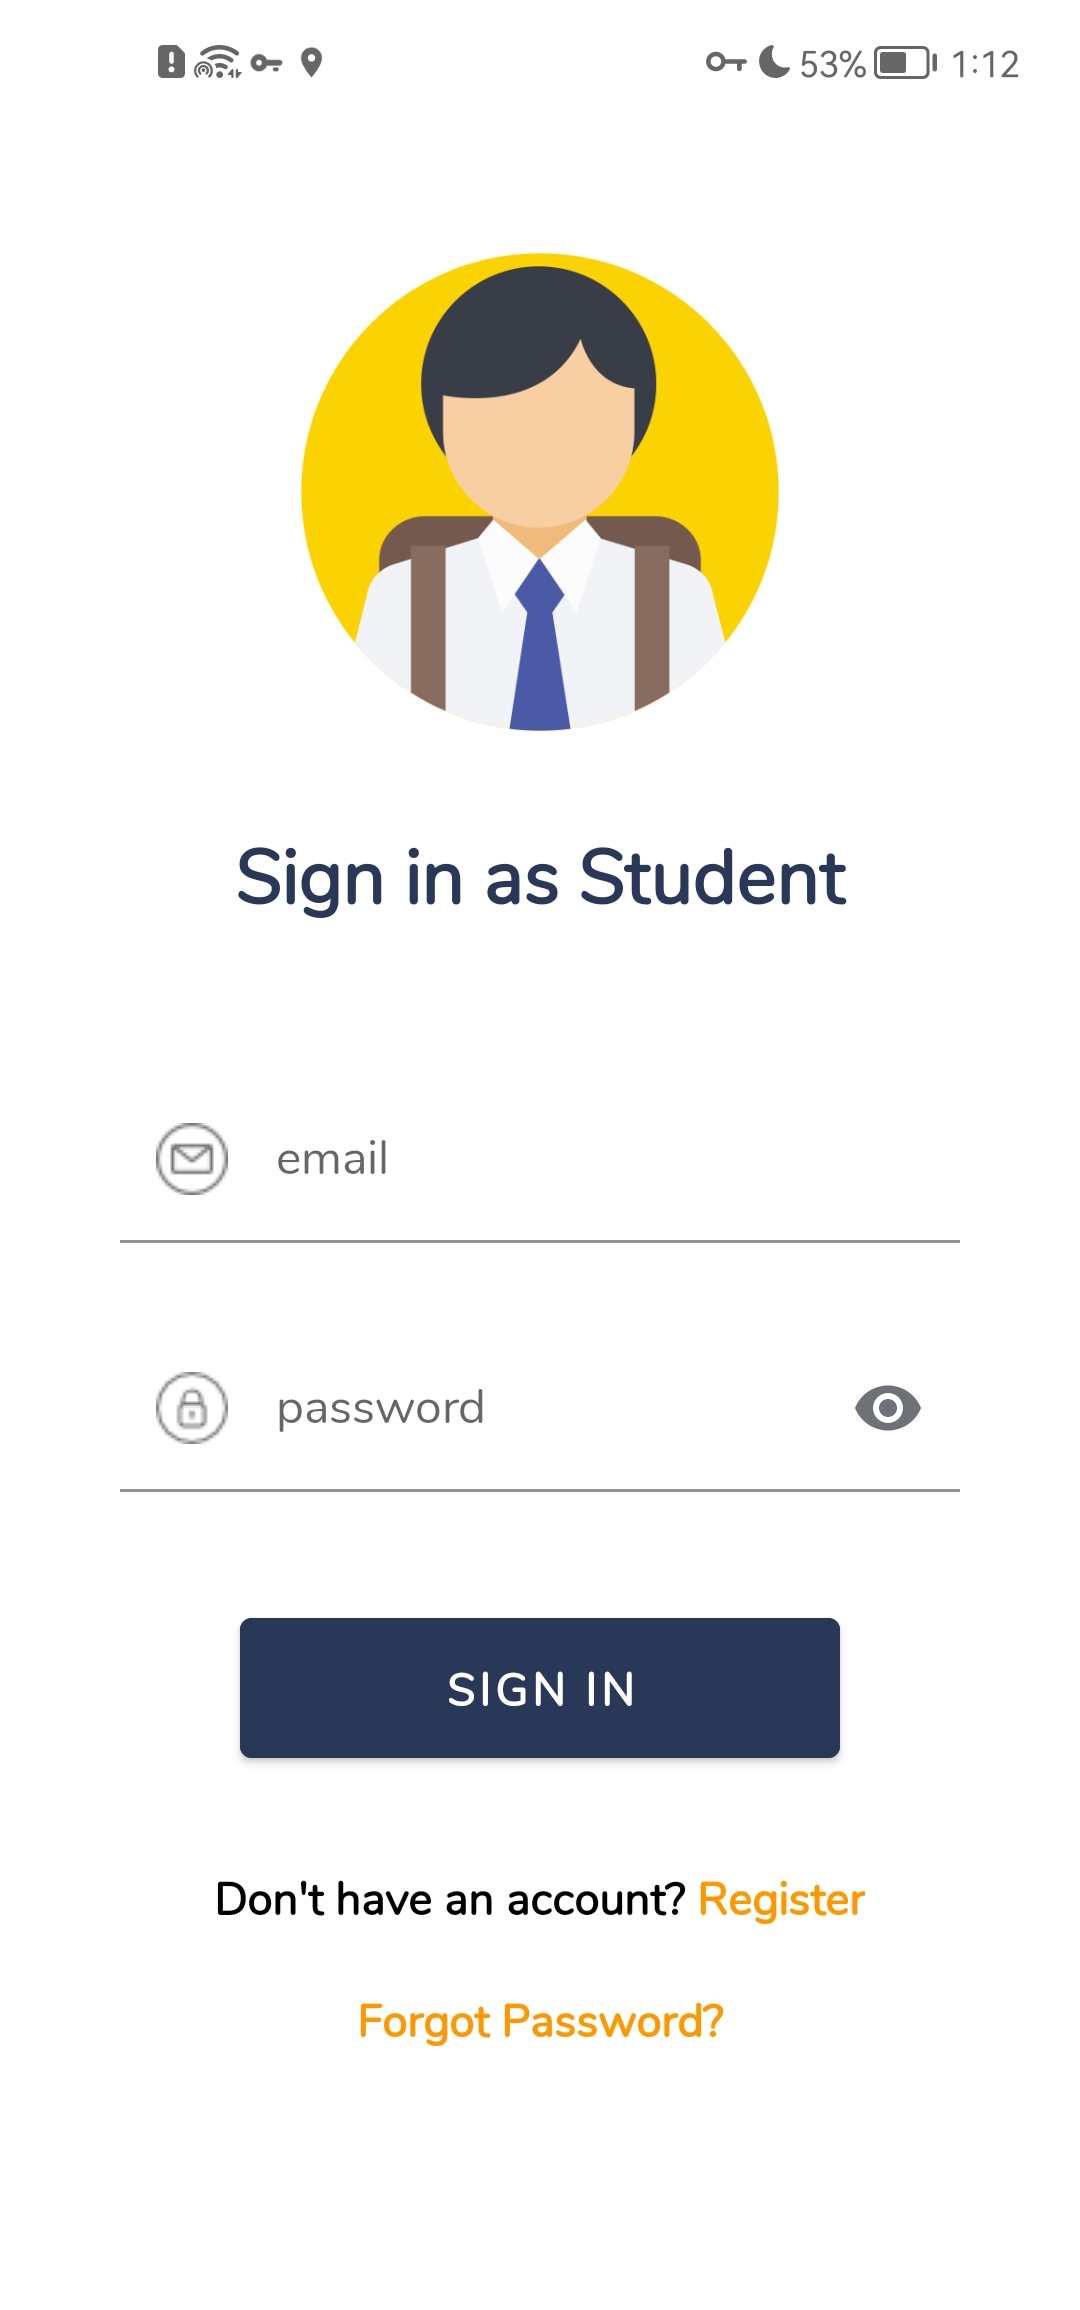 53% 1:12
Sign in as Student
email
password
SIGN IN
Don't have an account? Register
Forgot Password?